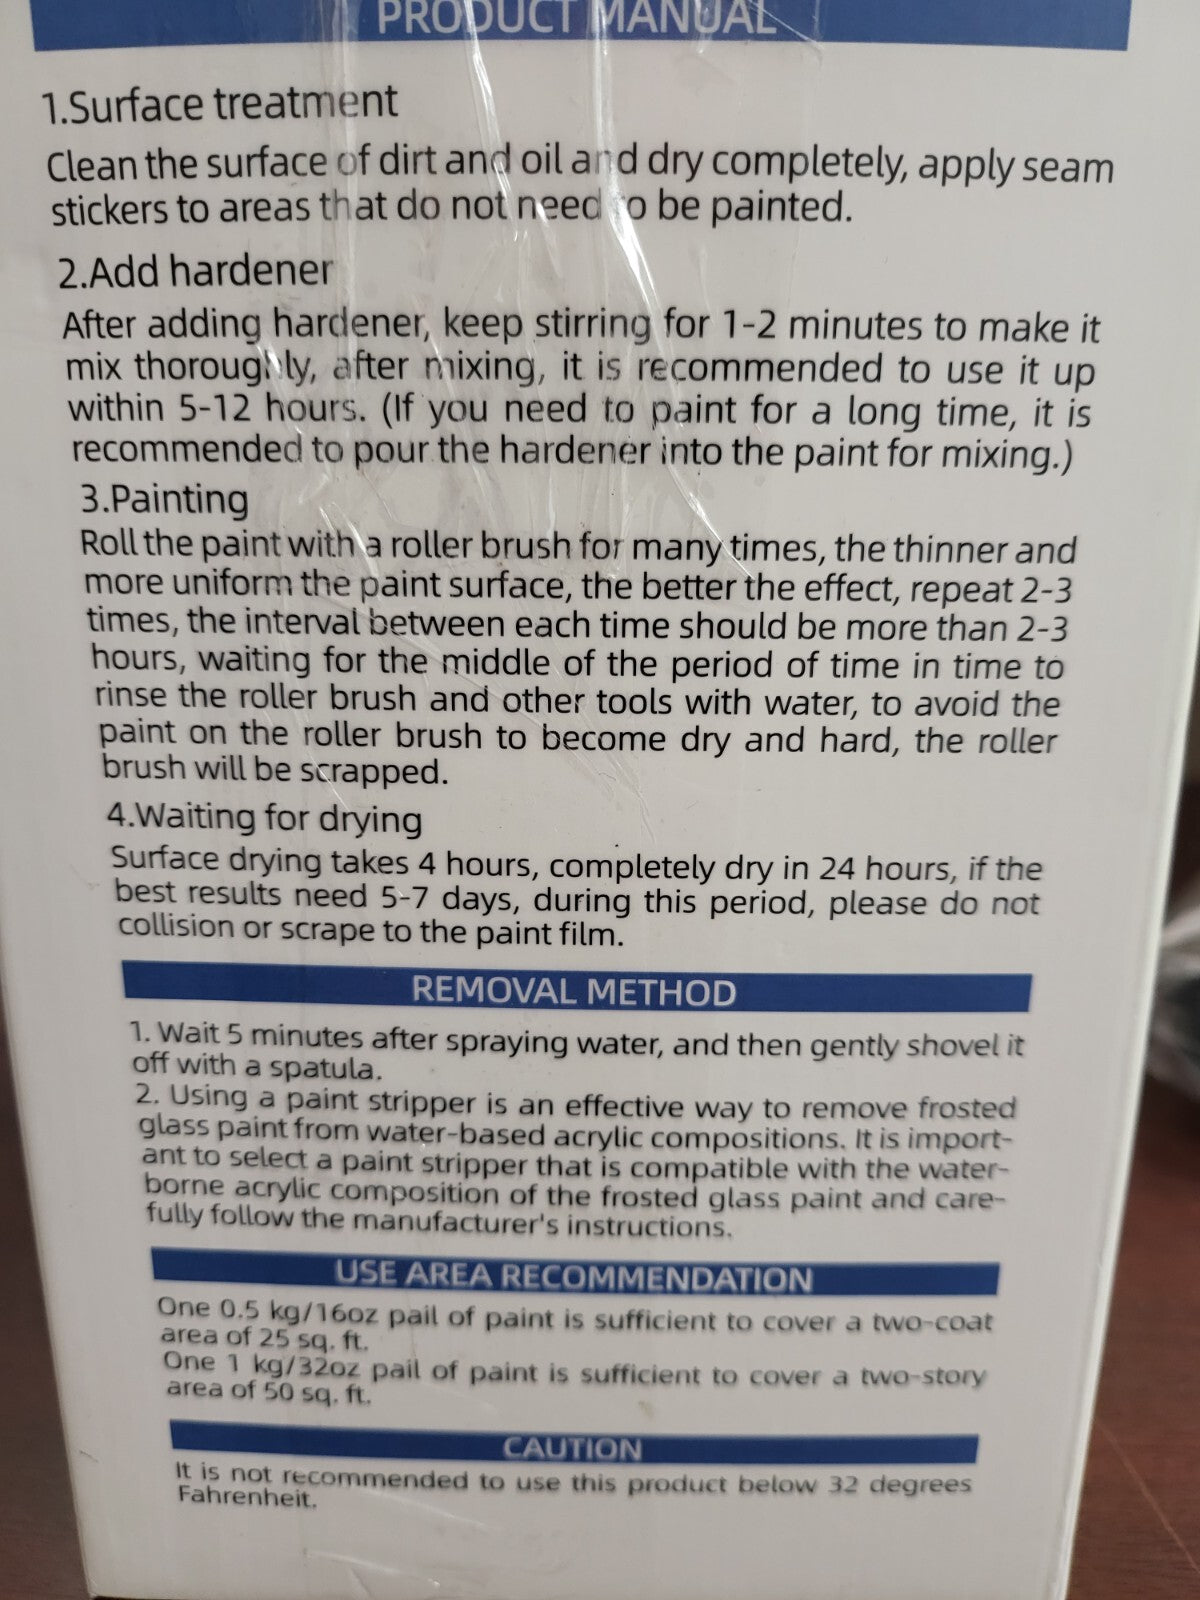 PRODUCT MANUAL
1.Surface treatment
Clean the surface of dirt and oil and dry completely, apply seam
stickers to areas that do not need to be painted.
2.Add hardener
After adding hardener, keep stirring for 1-2 minutes to make it
mix thoroughly, after mixing, it is recommended to use it up
within 5-12 hours. (If you need to paint for a long time, it is
recommended to pour the hardener into the paint for mixing.)
3.Painting
Roll the paint with a roller brush for many times, the thinner and
more uniform the paint surface, the better the effect, repeat 2-3
times, the interval between each time should be more than 2-3
hours, waiting for the middle of the period of time in time to
rinse the roller brush and other tools with water, to avoid the
paint on the roller brush to become dry and hard, the roller
brush will be scrapped.
4.Waiting for drying
Surface drying takes 4 hours, completely dry in 24 hours, if the
best results need 5-7 days, during this period, please do not
collision or scrape to the paint film.
REMOVAL METHOD
1. Wait 5 minutes after spraying water, and then gently shovel it
off with a spatula.
2. Using a paint stripper is an effective way to remove frosted
glass paint from water-based acrylic compositions. It is import-
ant to select a paint stripper that is compatible with the water-
borne acrylic composition of the frosted glass paint and care-
fully follow the manufacturer's instructions.
USE AREA RECOMMENDATION
One 0.5 kg/16oz pail of paint is sufficient to cover a two-coat
area of 25 sq. ft.
One 1 kg/32oz pail of paint is sufficient to cover a two-story
area of 50 sq. ft.
CAUTION
It is not recommended to use this product below 32 degrees
Fahrenheit.